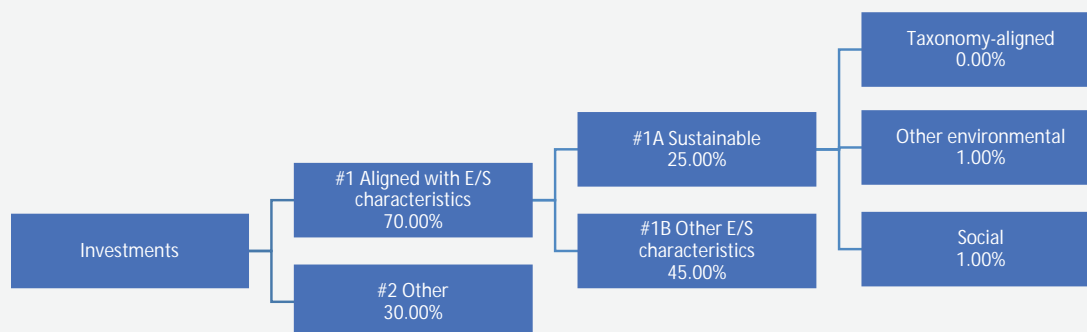 Investments
#1 Aligned with E/S
characteristics
70.00%
#2 Other
30.00%
#1A Sustainable
25.00%
#1B Other E/S
characteristics
45.00%
Taxonomy-aligned
0.00%
Other environmental
1.00%
Social
1.00%